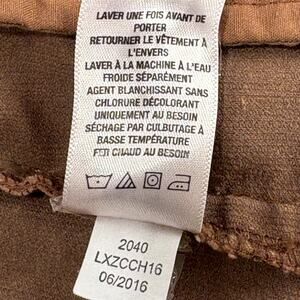 LAVER UNE FOIS AVANT DE
PORTER
RETOURNER LE VÊTEMENT À
L'ENVERS
LAVER À LA MACHINE À L'EAU
FROIDE SÉPARÉMENT
AGENT BLANCHISSANT SANS
CHLORURE DÉCOLORANT
UNIQUEMENT AU BESOIN
SÉCHAGE PAR CULBUTAGE À
BASSE TEMPÉRATURE
FER CHAUD AU BESOIN
2040
LXZCCH16
06/2016